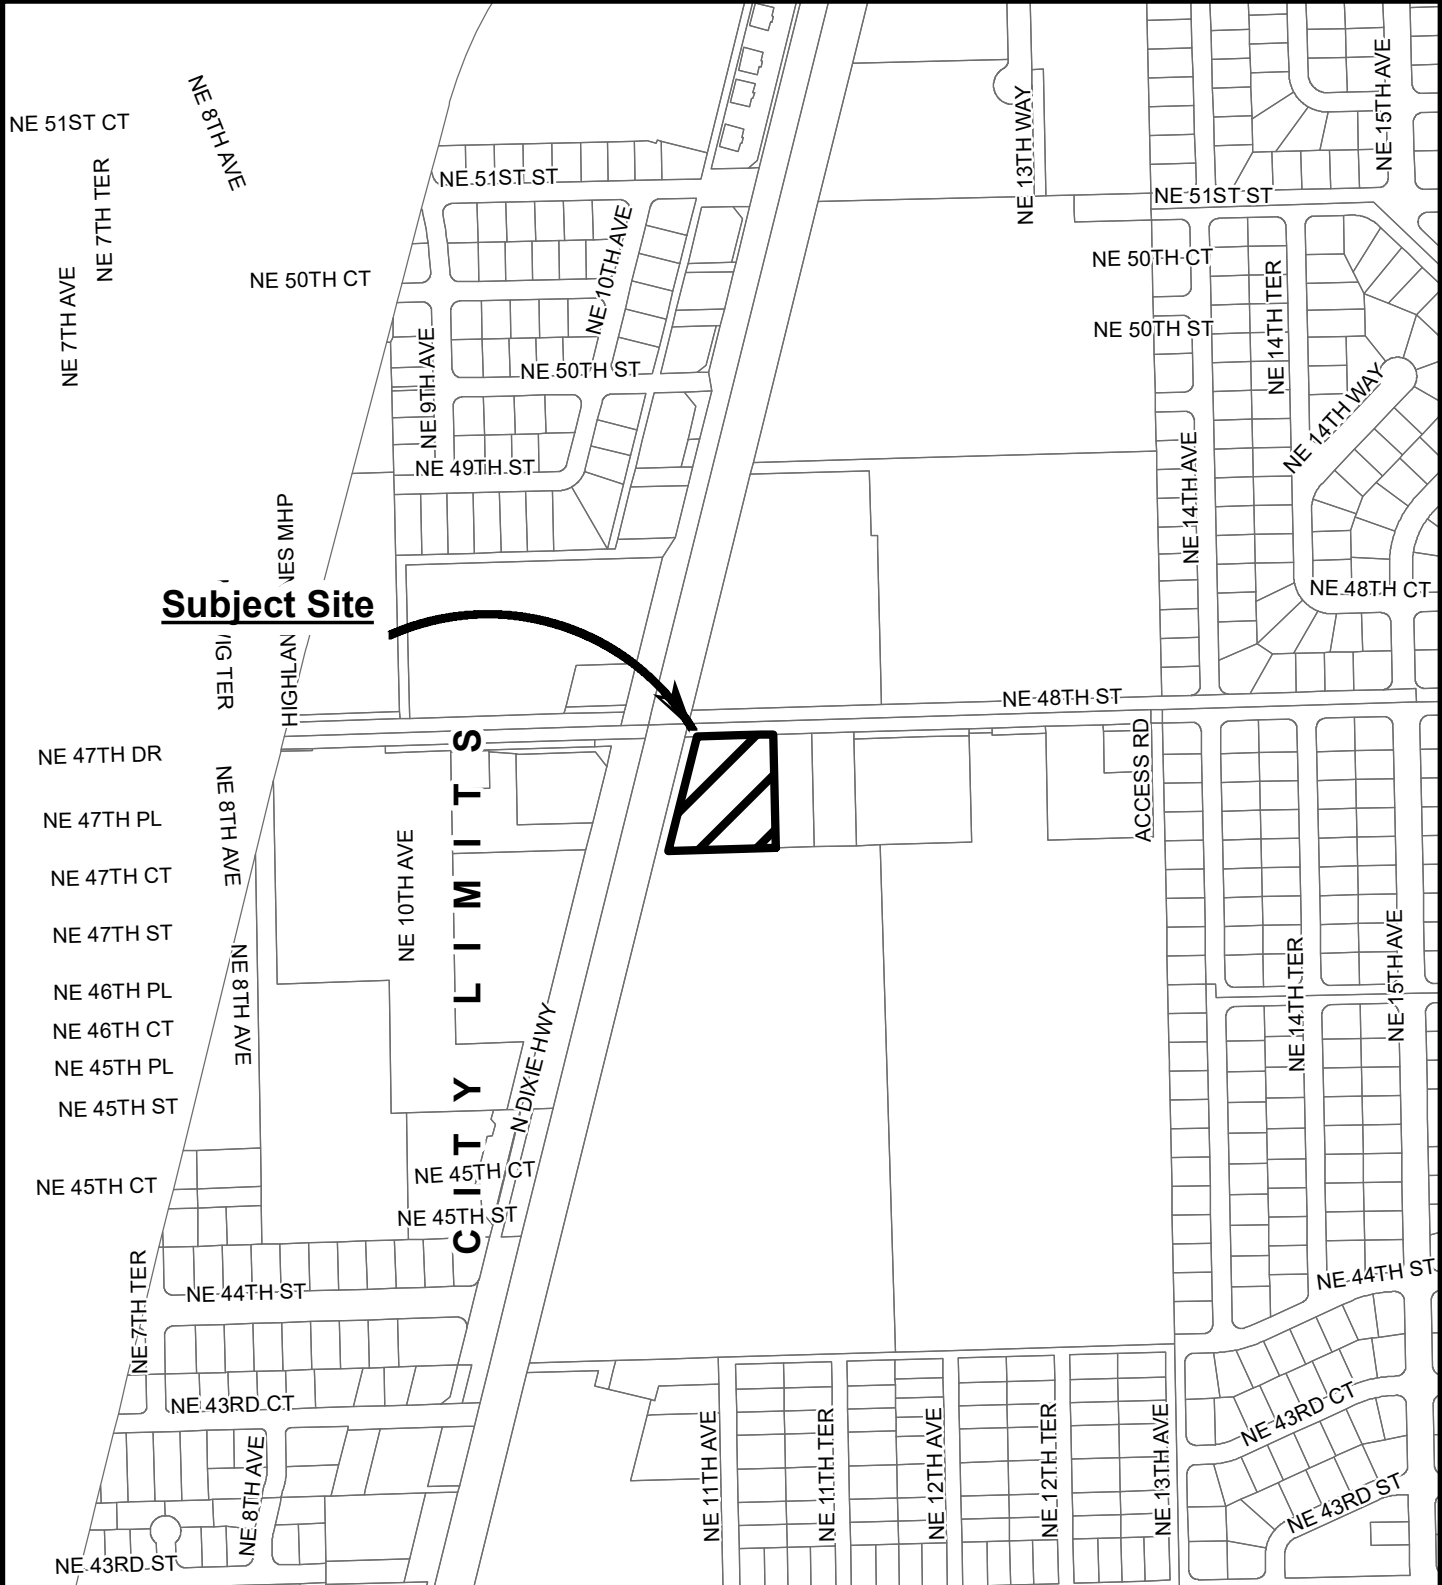 NE 51ST CT
NE 8TH AVE
NE 7TH TER
NE 7TH AVE
NE 50TH CT
NE 51ST ST
NE 10TH AVE
NE 9TH AVE
NE 50TH ST
NE 49TH ST
NE 13TH WAY
NE 15TH AVE
NE 51ST ST
NE 50TH CT
NE 50TH ST
NE 14TH TER
NE 14TH WAY
NE 14TH AVE
NE 48TH CT
NE 48TH ST
Subject Site
IG TER
HIGHLAN
NES MHP
CITY LIMITS
NE 47TH DR
NE 8TH AVE
NE 47TH PL
NE 47TH CT
NE 47TH ST
NE 10TH AVE
NE 8TH AVE
NE 46TH PL
NE 46TH CT
NE 45TH PL
NE 45TH ST
NE 45TH CT
N DIXIE HWY
NE 45TH CT
NE 45TH ST
ACCESS RD
NE 14TH TER
NE 15TH AVE
NE 7TH TER
NE 44TH ST
NE 43RD CT
NE 8TH AVE
NE 43RD ST
NE 11TH AVE
NE 11TH TER
NE 12TH AVE
NE 12TH TER
NE 13TH AVE
NE 44TH ST
NE 43RD CT
NE 43RD ST